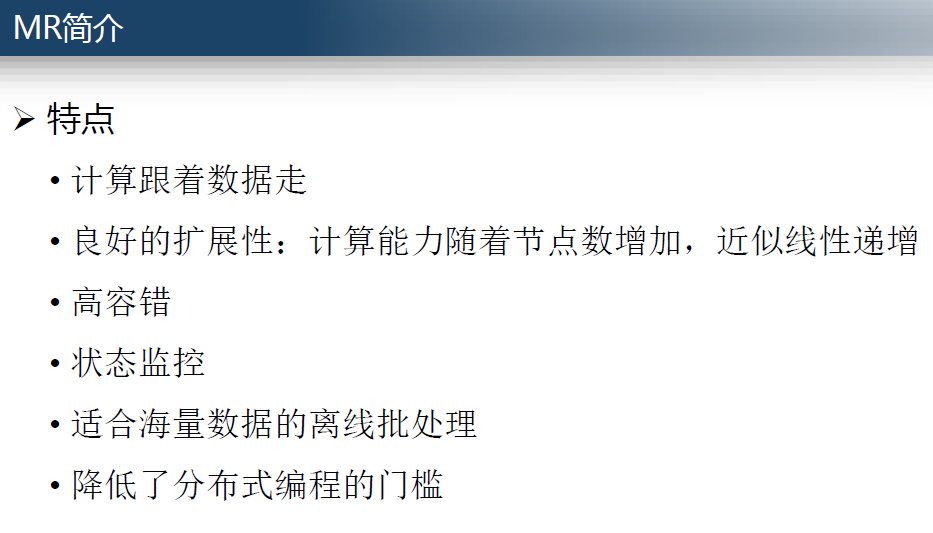 MR简介
➢ 特点
• 计算跟着数据走
• 良好的扩展性：计算能力随着节点数增加，近似线性递增
• 高容错
• 状态监控
• 适合海量数据的离线批处理
• 降低了分布式编程的门槛